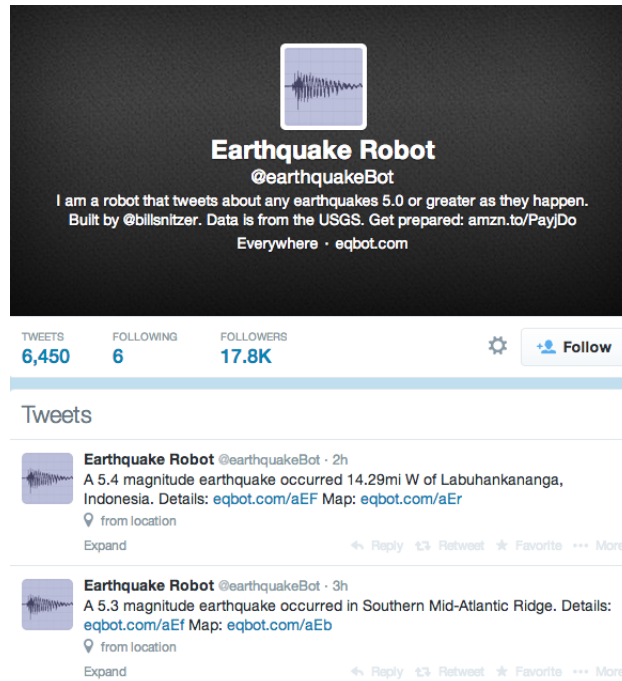 Earthquake Robot
@earthquakeBot
I am a robot that tweets about any earthquakes 5.0 or greater as they happen.
Built by @billsnitzer. Data is from the USGS. Get prepared: amzn.to/PayjDo
Everywhere · eqbot.com
TWEETS FOLLOWING FOLLOWERS
6,450 6 17.8K
Follow
Tweets
Earthquake Robot @earthquakeBot · 2h
A 5.4 magnitude earthquake occurred 14.29mi W of Labuhankananga,
Indonesia. Details: eqbot.com/aEF Map: eqbot.com/aEr
from location
Expand Reply Retweet Favorite ••• More
Earthquake Robot @earthquakeBot · 3h
A 5.3 magnitude earthquake occurred in Southern Mid-Atlantic Ridge. Details:
eqbot.com/aEf Map: eqbot.com/aEb
from location
Expand Reply Retweet Favorite ••• More